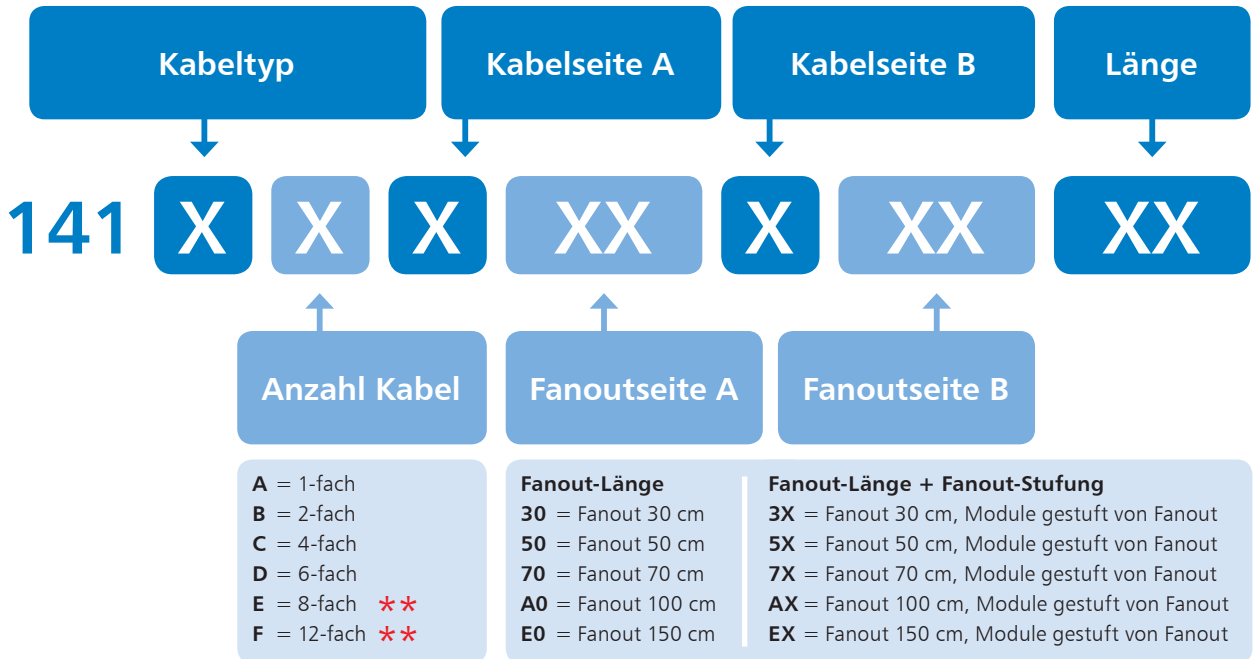 Kabeltyp
Kabelseite A
Kabelseite B
Länge
141 X X X XX X XX XX
Anzahl Kabel
Fanoutseite A
Fanoutseite B
A = 1-fach
B = 2-fach
C = 4-fach
D = 6-fach
E = 8-fach **
F = 12-fach **
Fanout-Länge
30 = Fanout 30 cm
50 = Fanout 50 cm
70 = Fanout 70 cm
A0 = Fanout 100 cm
E0 = Fanout 150 cm
Fanout-Länge + Fanout-Stufung
3X = Fanout 30 cm, Module gestuft von Fanout
5X = Fanout 50 cm, Module gestuft von Fanout
7X = Fanout 70 cm, Module gestuft von Fanout
AX = Fanout 100 cm, Module gestuft von Fanout
EX = Fanout 150 cm, Module gestuft von Fanout